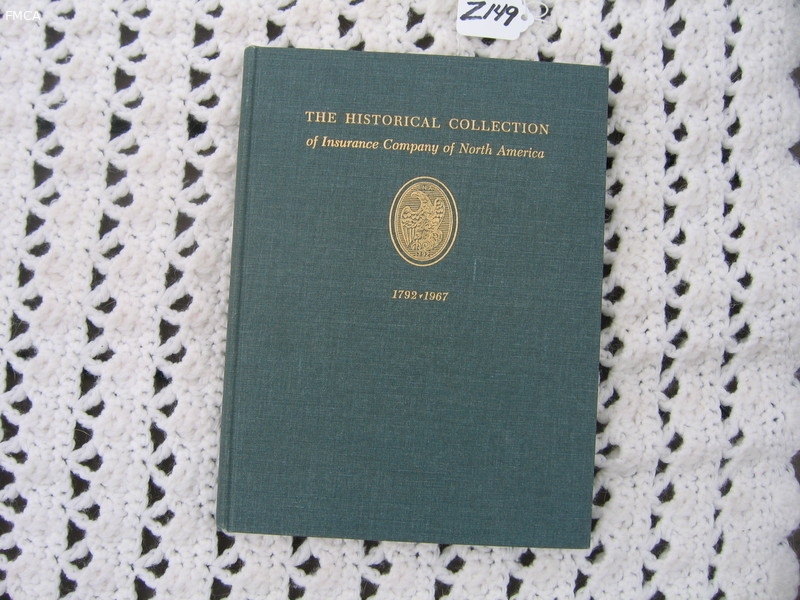 FMCA
Z149
THE HISTORICAL COLLECTION
of Insurance Company of North America
1792 • 1967